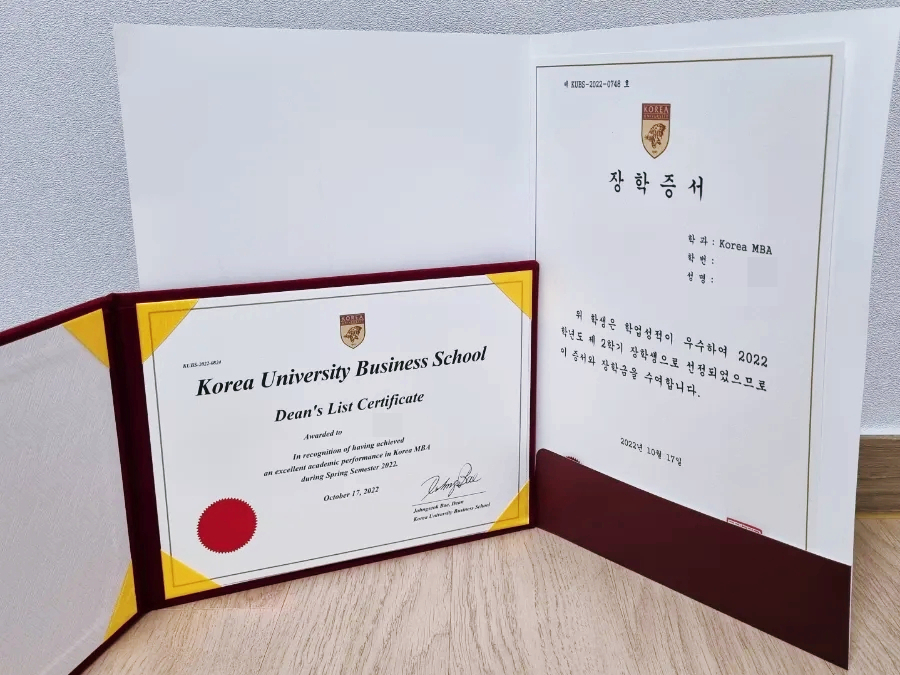 KUBS-2022-0824
KOREA
UNIVERSITY
Korea University Business School
Dean's List Certificate
Awarded to
In recognition of having achieved
an excellent academic performance in Korea MBA
during Spring Semester 2022.
October 17, 2022
Johngseok Bae, Dean
Korea University Business School
제 KUBS-2022-0748 호
KOREA
UNIVERSITY
장학증서
학 과 : Korea MBA
학 번 :
성 명 :
위 학생은 학업성적이 우수하여 2022
학년도 제 2학기 장학생으로 선정되었으므로
이 증서와 장학금을 수여합니다.
2022년 10월 17일